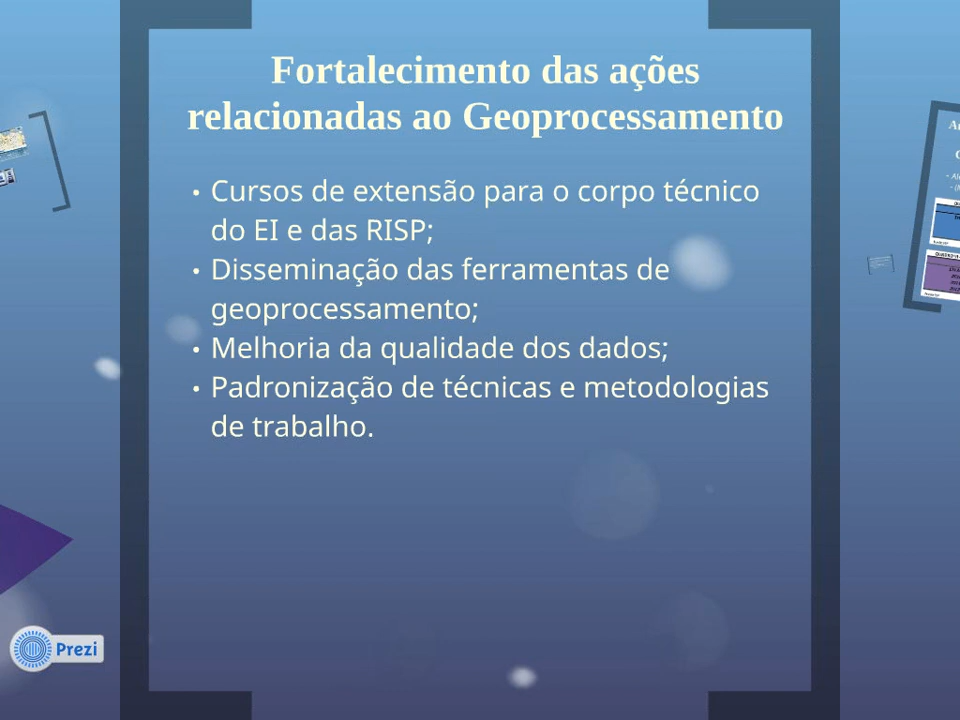 Fortalecimento das ações
relacionadas ao Geoprocessamento
• Cursos de extensão para o corpo técnico
do EI e das RISP;
• Disseminação das ferramentas de
geoprocessamento;
• Melhoria da qualidade dos dados;
• Padronização de técnicas e metodologias
de trabalho.
Prezi